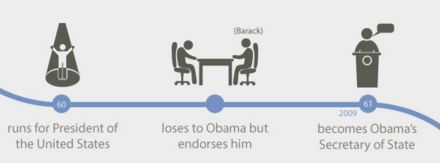 (Barack)
60
61
2009
runs for President of
the United States
loses to Obama but
endorses him
becomes Obama's
Secretary of State